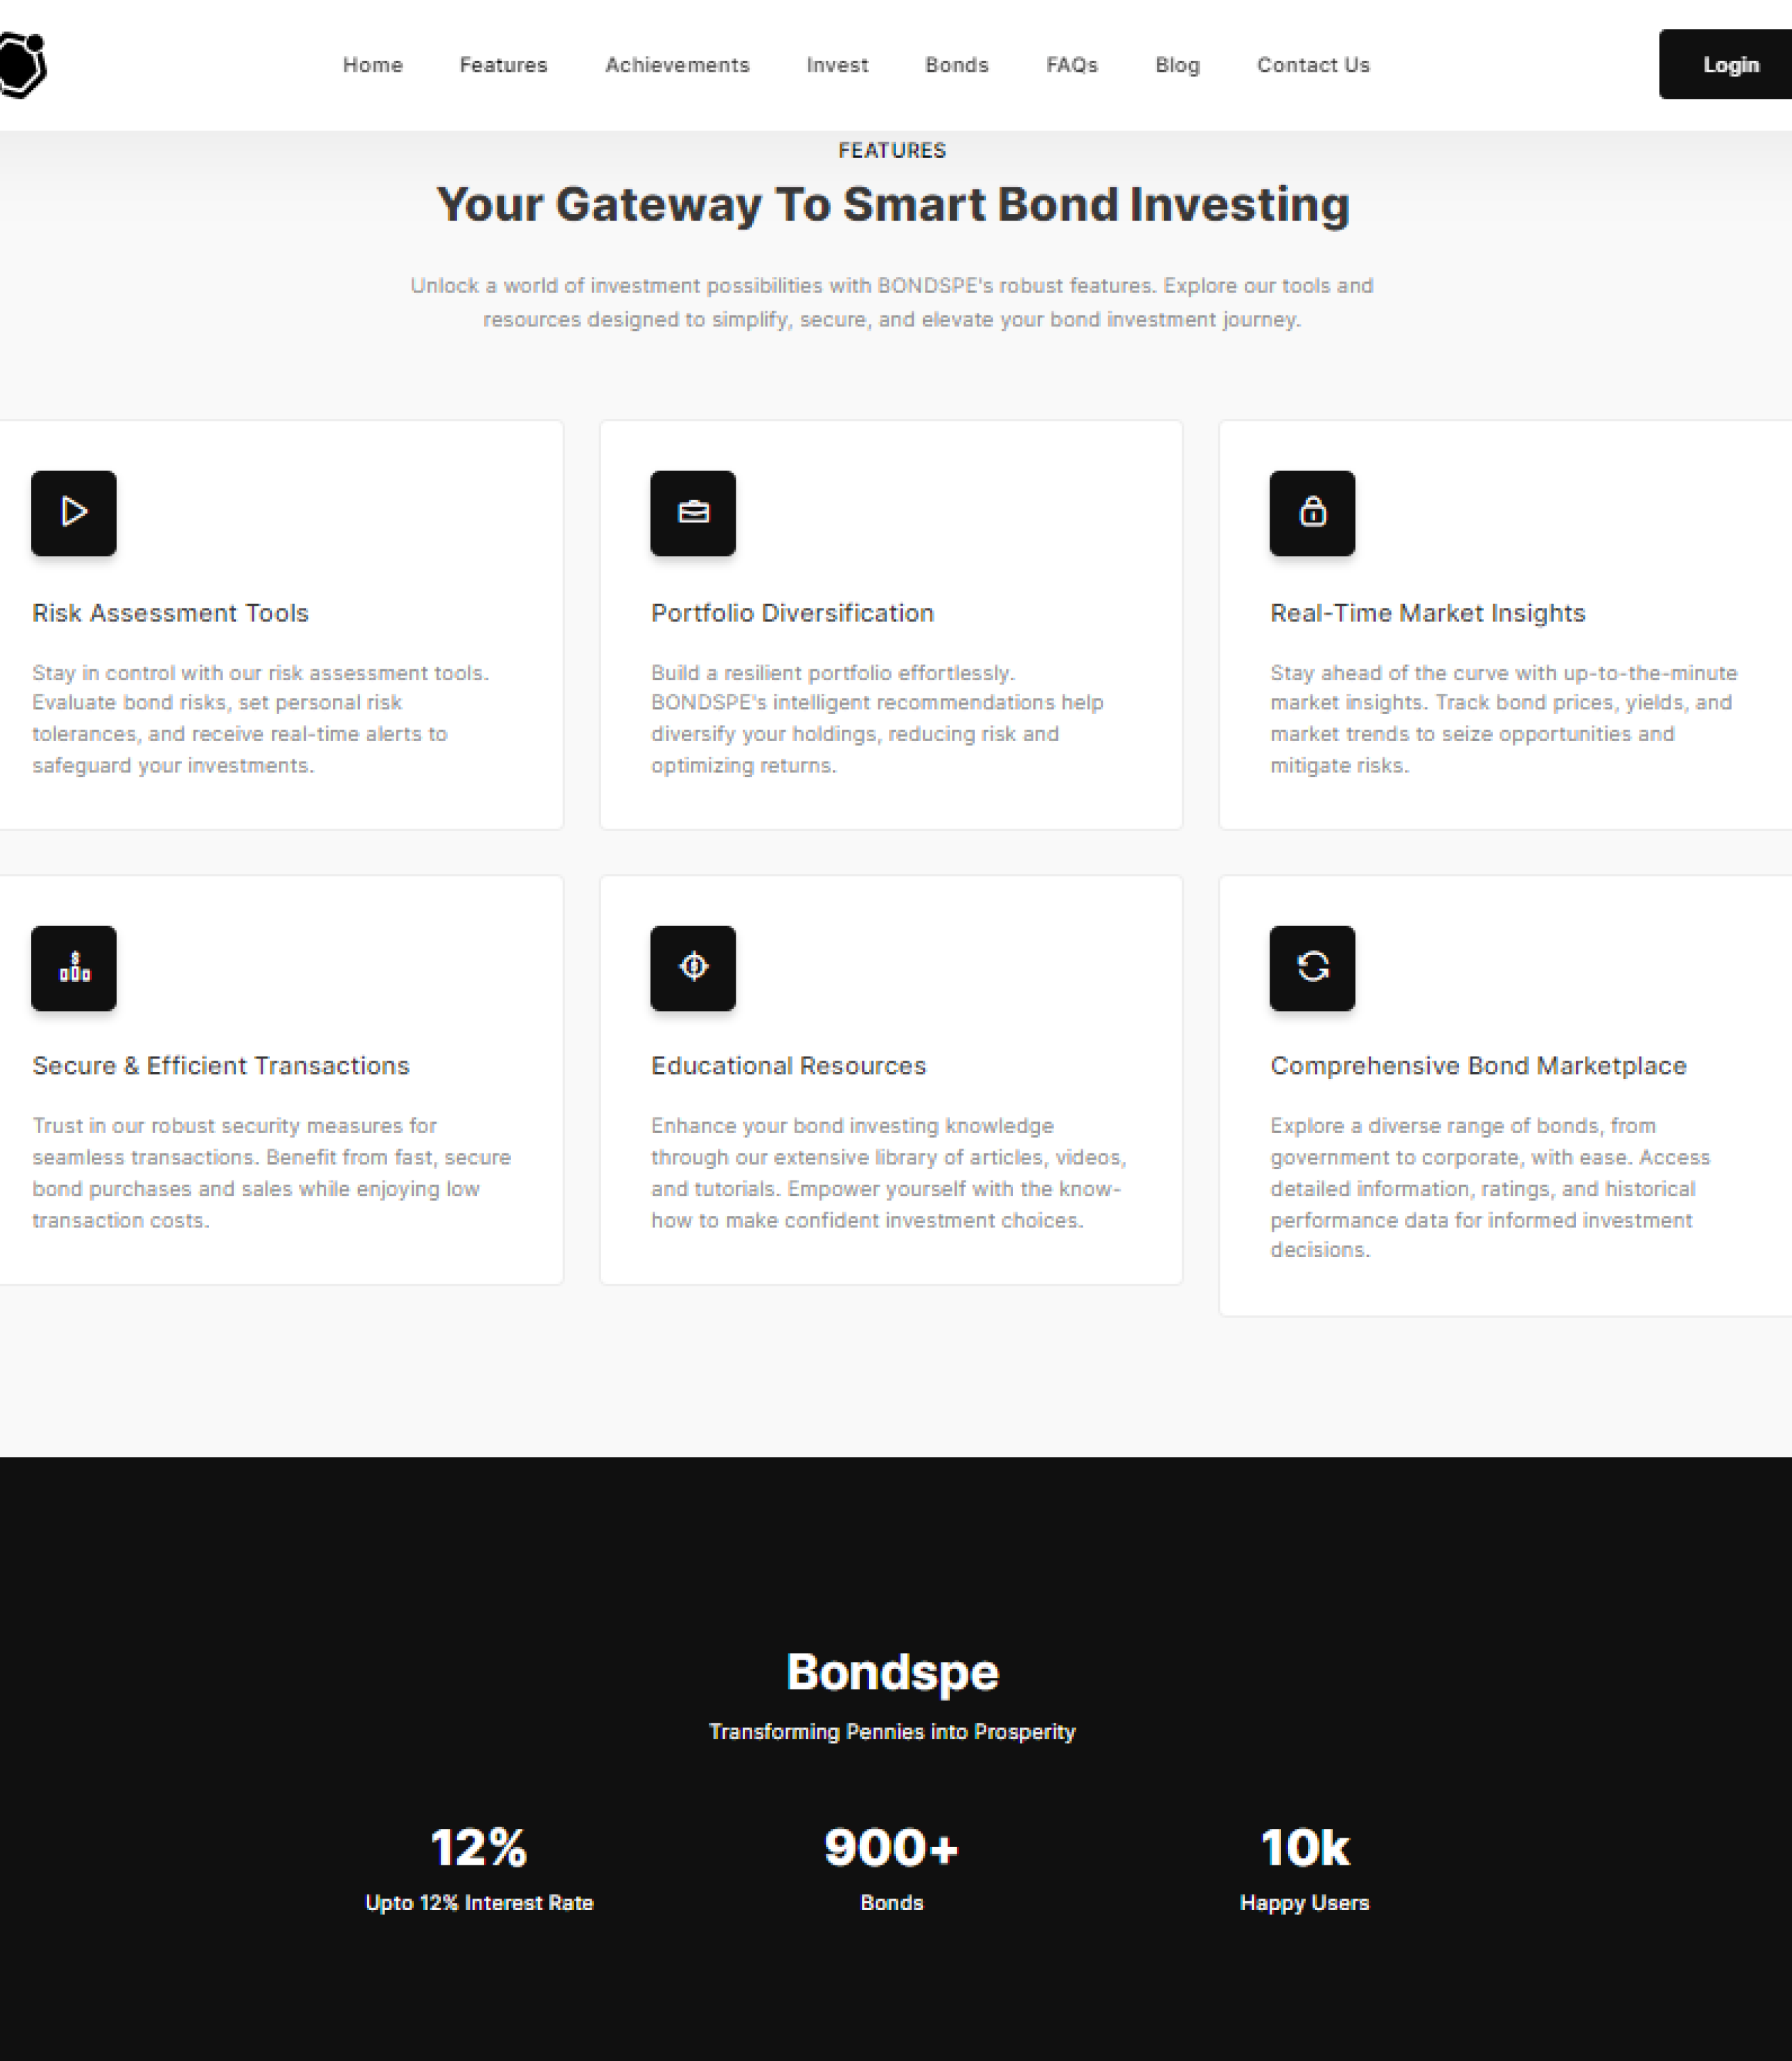 Home Features Achievements Invest Bonds FAQs Blog Contact Us Login
FEATURES
Your Gateway To Smart Bond Investing
Unlock a world of investment possibilities with BONDSPE's robust features. Explore our tools and
resources designed to simplify, secure, and elevate your bond investment journey.
Risk Assessment Tools
Stay in control with our risk assessment tools.
Evaluate bond risks, set personal risk
tolerances, and receive real-time alerts to
safeguard your investments.
Portfolio Diversification
Build a resilient portfolio effortlessly.
BONDSPE's intelligent recommendations help
diversify your holdings, reducing risk and
optimizing returns.
Real-Time Market Insights
Stay ahead of the curve with up-to-the-minute
market insights. Track bond prices, yields, and
market trends to seize opportunities and
mitigate risks.
Secure & Efficient Transactions
Trust in our robust security measures for
seamless transactions. Benefit from fast, secure
bond purchases and sales while enjoying low
transaction costs.
Educational Resources
Enhance your bond investing knowledge
through our extensive library of articles, videos,
and tutorials. Empower yourself with the know-
how to make confident investment choices.
Comprehensive Bond Marketplace
Explore a diverse range of bonds, from
government to corporate, with ease. Access
detailed information, ratings, and historical
performance data for informed investment
decisions.
Bondspe
Transforming Pennies into Prosperity
12%
Upto 12% Interest Rate
900+
Bonds
10k
Happy Users